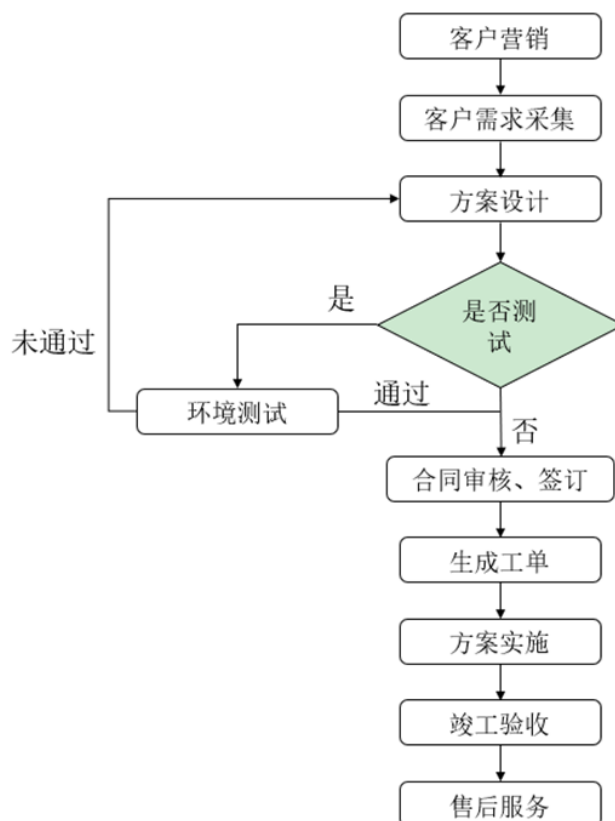 客户营销
客户需求采集
方案设计
是
是否测
试
未通过
环境测试
通过
否
合同审核、签订
生成工单
方案实施
竣工验收
售后服务